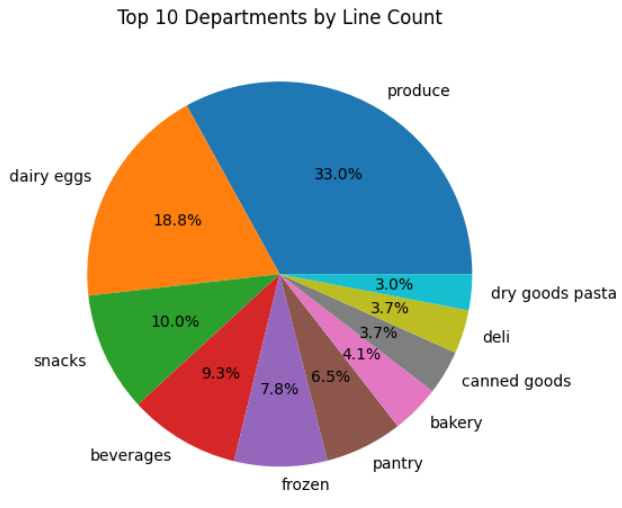 Top 10 Departments by Line Count
produce
33.0%
dairy eggs
18.8%
snacks
10.0%
beverages
9.3%
frozen
7.8%
pantry
6.5%
bakery
4.1%
canned goods
3.7%
deli
3.7%
dry goods pasta
3.0%